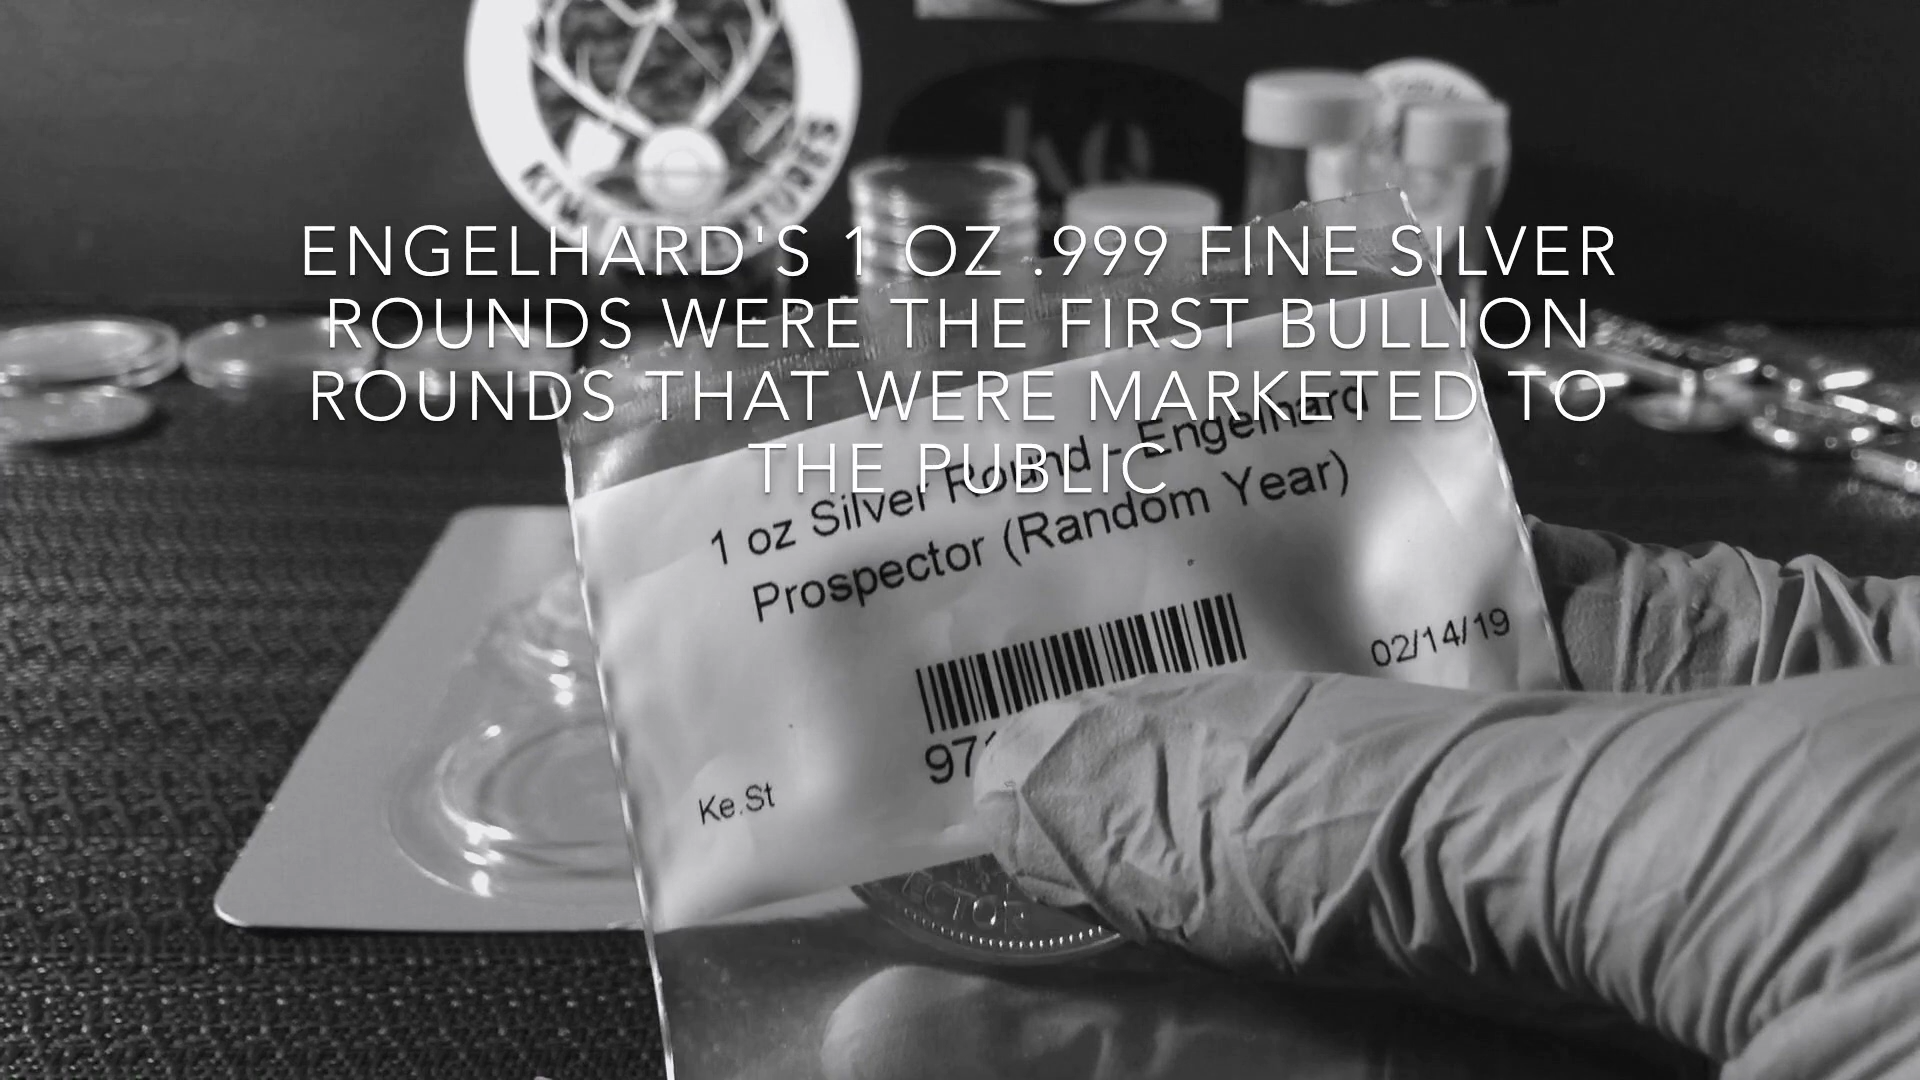 ENGELHARD'S 1 OZ .999 FINE SILVER
ROUNDS WERE THE FIRST BULLION
ROUNDS THAT WERE MARKETED TO
THE PUBLIC
1 oz Silver Round - Engelhard
Prospector (Random Year)
02/14/19
97
Ke.St
ECTOR